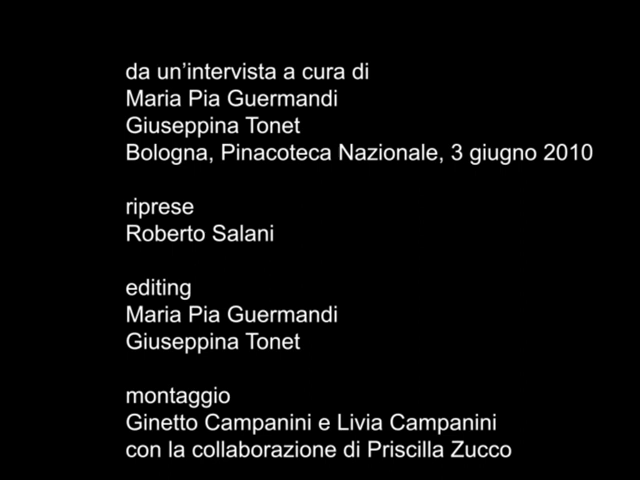 da un’intervista a cura di
Maria Pia Guermandi
Giuseppina Tonet
Bologna, Pinacoteca Nazionale, 3 giugno 2010
riprese
Roberto Salani
editing
Maria Pia Guermandi
Giuseppina Tonet
montaggio
Ginetto Campanini e Livia Campanini
con la collaborazione di Priscilla Zucco